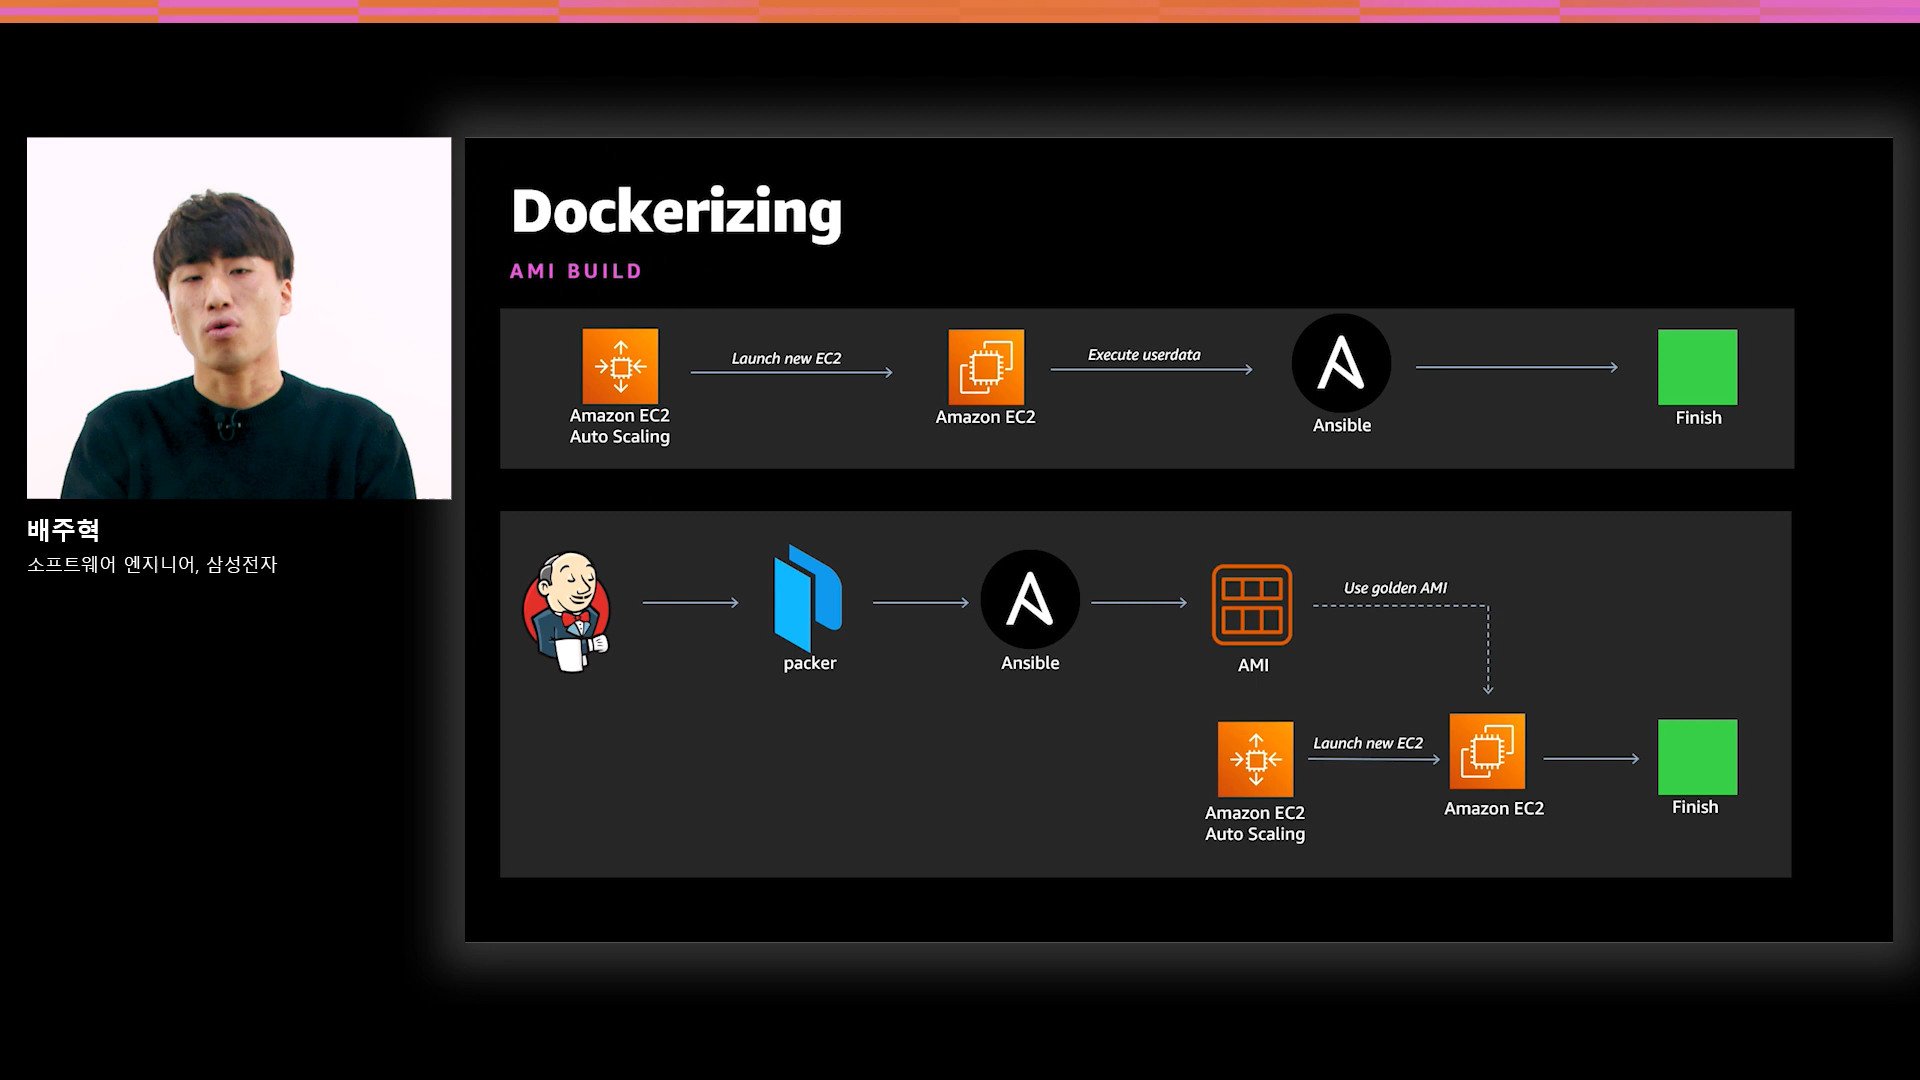 배주혁
소프트웨어 엔지니어, 삼성전자
Dockerizing
AMI BUILD
Launch new EC2
Execute userdata
Amazon EC2
Auto Scaling
Amazon EC2
Ansible
Finish
Use golden AMI
packer
Ansible
AMI
Launch new EC2
Amazon EC2
Auto Scaling
Amazon EC2
Finish